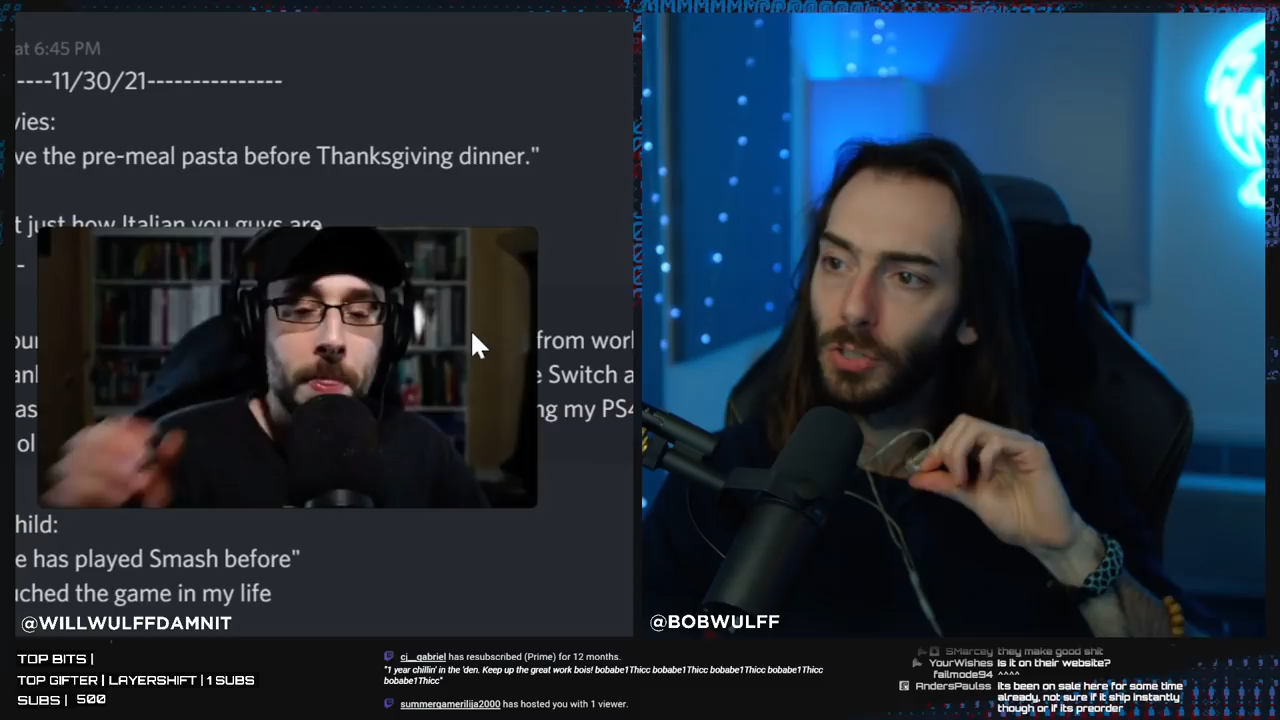 at 6:45 PM
----11/30/21---------------
vies:
ve the pre-meal pasta before Thanksgiving dinner."
t just how Italian you guys are
-
from worl
e Switch a
as
ng my PS4
ol
hild:
e has played Smash before"
uched the game in my life
@WILLWULFFDAMNIT
@BOBWULFF
TOP BITS |
TOP GIFTER | LAYERSHIFT | 1 SUBS
SUBS | 500
ci__gabriel has resubscribed (Prime) for 12 months.
"1 year chillin' in the 'den. Keep up the great work bois! bobabe1Thicc bobabe1Thicc bobabe1Thicc bobabe1Thicc
bobabe1Thicc"
summergamerilija2000 has hosted you with 1 viewer.
SMarcey they make good shit
YourWishes Is it on their website?
failmode94 ^^^^
AndersPaulss Its been on sale here for some time
already, not sure if it ship instantly
though or if its preorder